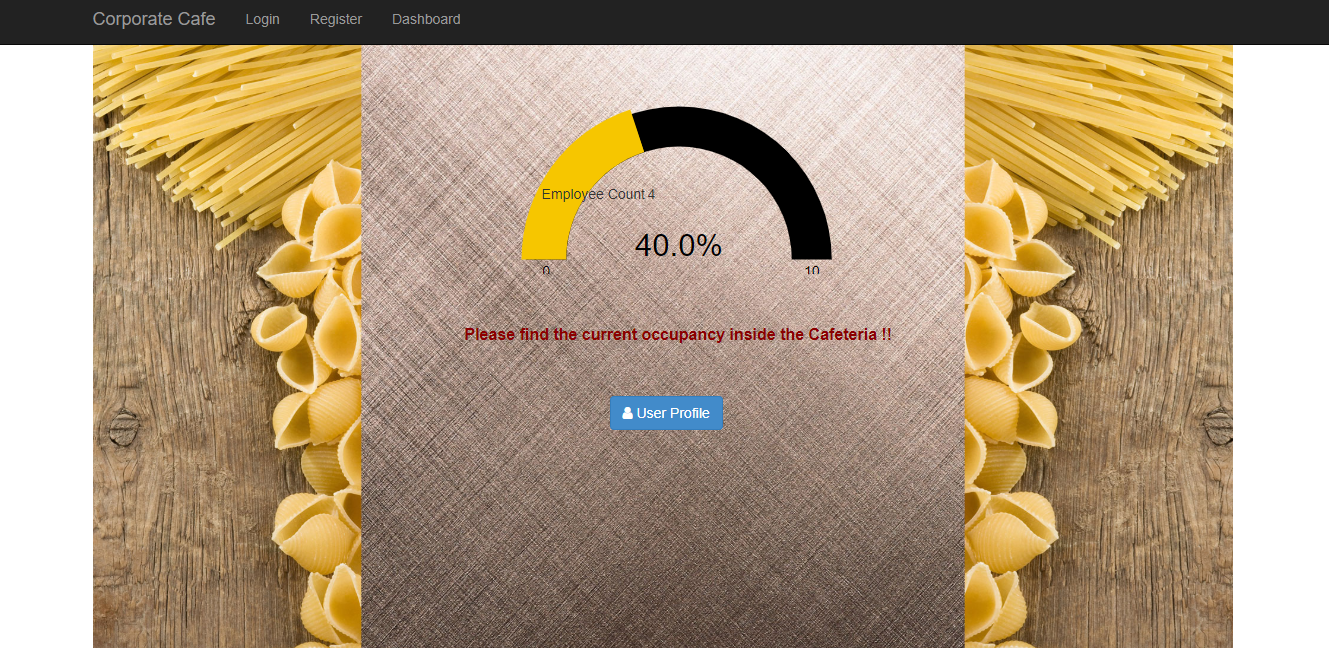 Corporate Cafe Login Register Dashboard
Employee Count 4
40.0%
0 10
Please find the current occupancy inside the Cafeteria !!
User Profile